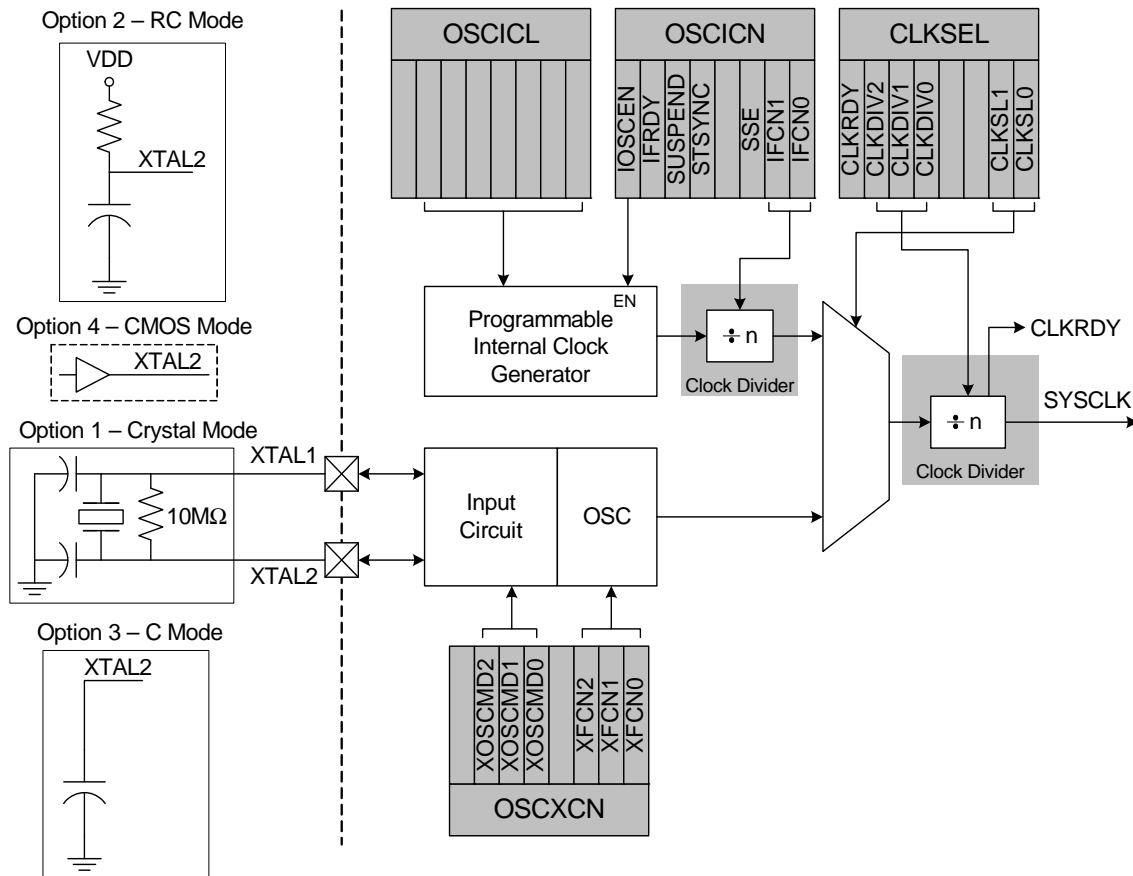 Option 2 – RC Mode
VDD
XTAL2
Option 4 – CMOS Mode
XTAL2
Option 1 – Crystal Mode
XTAL1
10MΩ
XTAL2
Option 3 – C Mode
XTAL2
OSCICL
OSCICN
IOSCEN
IFRDY
SUSPEND
STSYNC
SSE
IFCN1
IFCN0
CLKSEL
CLKRDY
CLKDIV2
CLKDIV1
CLKDIV0
CLKSL1
CLKSL0
EN
Programmable
Internal Clock
Generator
÷ n
Clock Divider
CLKRDY
SYSCLK
÷ n
Clock Divider
Input
Circuit
OSC
XOSCMD2
XOSCMD1
XOSCMD0
XFCN2
XFCN1
XFCN0
OSCXCN